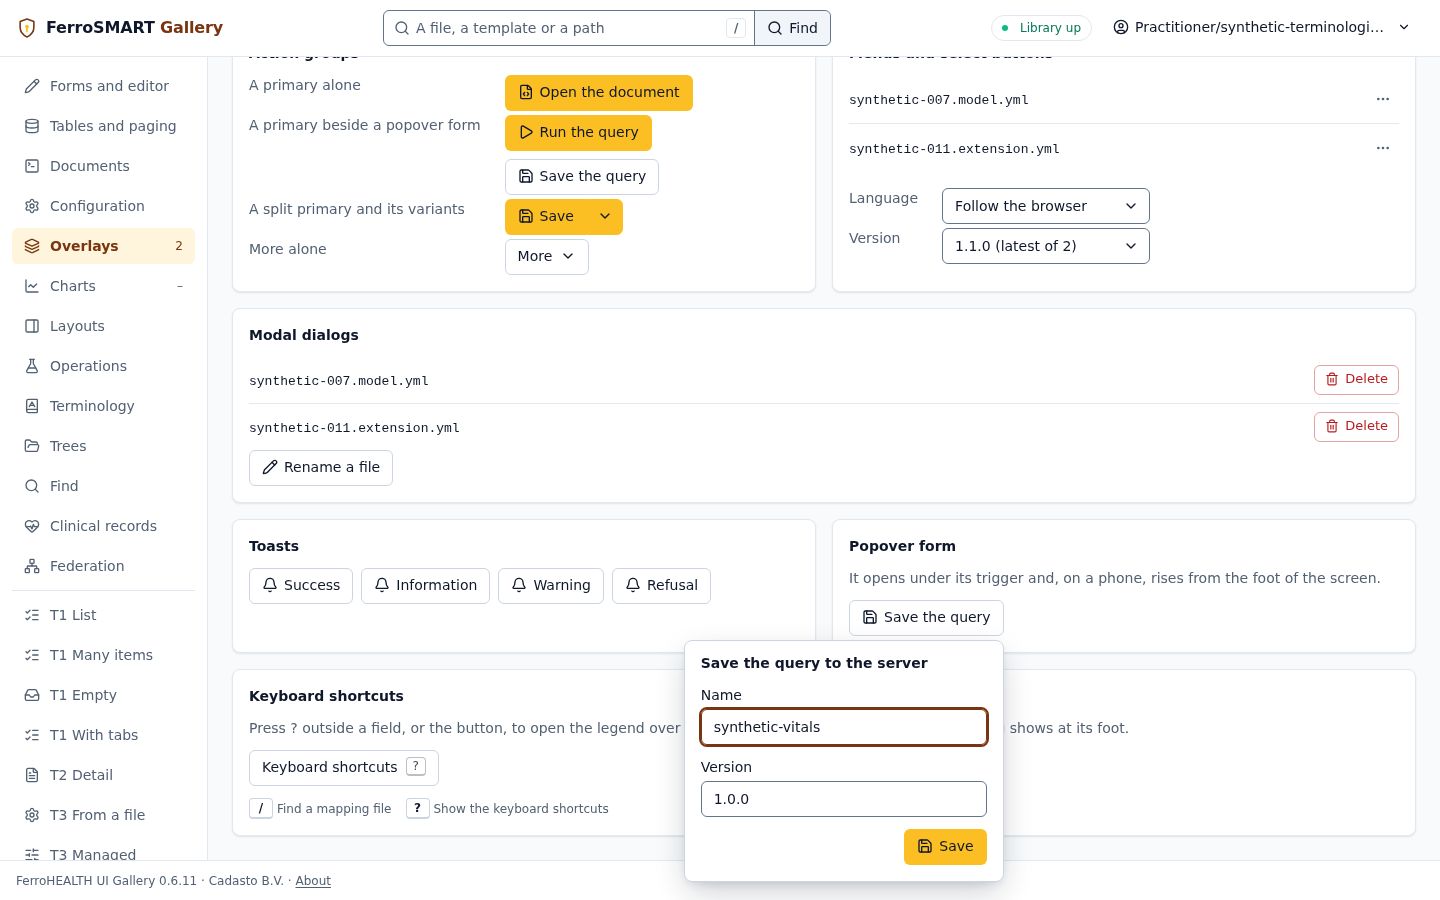 FerroSMART Gallery
A file, a template or a path
/
Find
Library up
Practitioner/synthetic-terminologi...
Forms and editor
Tables and paging
Documents
Configuration
Overlays 2
Charts –
Layouts
Operations
Terminology
Trees
Find
Clinical records
Federation
T1 List
T1 Many items
T1 Empty
T1 With tabs
T2 Detail
T3 From a file
T3 Managed
Action groups
A primary alone
Open the document
A primary beside a popover form
Run the query
Save the query
A split primary and its variants
Save
More alone
More
Menus and select buttons
synthetic-007.model.yml
synthetic-011.extension.yml
Language
Follow the browser
Version
1.1.0 (latest of 2)
Modal dialogs
synthetic-007.model.yml
Delete
synthetic-011.extension.yml
Delete
Rename a file
Toasts
Success
Information
Warning
Refusal
Popover form
It opens under its trigger and, on a phone, rises from the foot of the screen.
Save the query
Keyboard shortcuts
Press ? outside a field, or the button, to open the legend over
shows at its foot.
Keyboard shortcuts ?
/ Find a mapping file ? Show the keyboard shortcuts
Save the query to the server
Name
synthetic-vitals
Version
1.0.0
Save
FerroHEALTH UI Gallery 0.6.11 · Cadasto B.V. · About